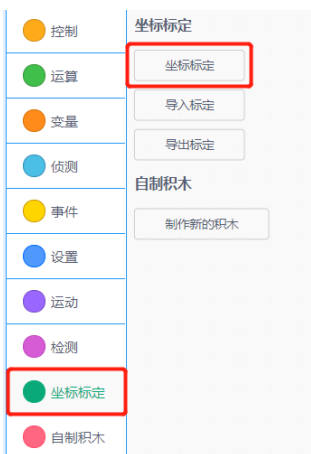 控制
运算
变量
侦测
事件
设置
运动
检测
坐标标定
自制积木
坐标标定
坐标标定
导入标定
导出标定
自制积木
制作新的积木